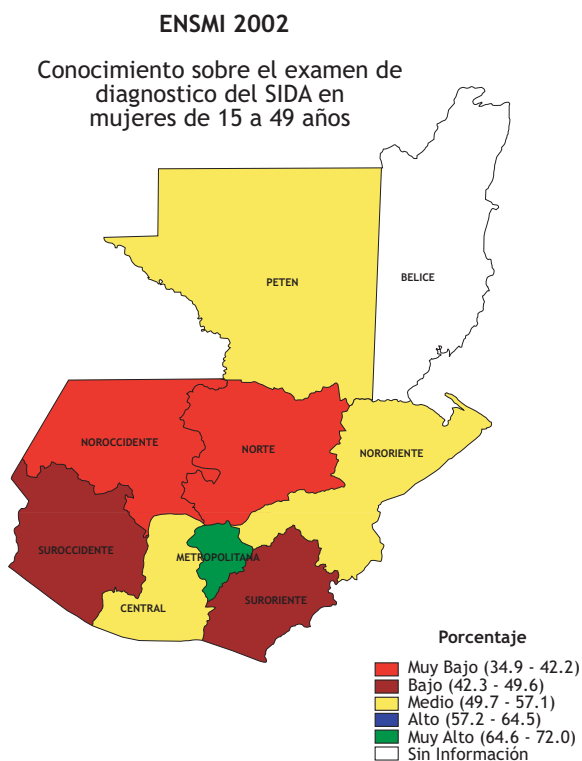 ENSMI 2002
Conocimiento sobre el examen de
diagnostico del SIDA en
mujeres de 15 a 49 años
PETEN
BELICE
NOROCCIDENTE
NORTE
NORORIENTE
SUROCCIDENTE
METROPOLITANA
CENTRAL
SURORIENTE
Porcentaje
Muy Bajo (34.9 - 42.2)
Bajo (42.3 - 49.6)
Medio (49.7 - 57.1)
Alto (57.2 - 64.5)
Muy Alto (64.6 - 72.0)
Sin Información